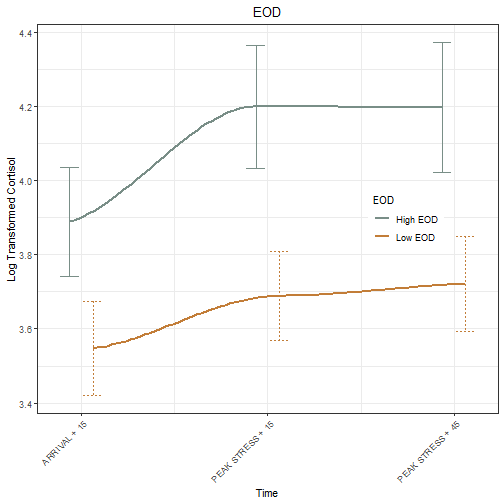 EOD
Log Transformed Cortisol
4.4
4.2
4.0
3.8
3.6
3.4
EOD
High EOD
Low EOD
ARRIVAL + 15
PEAK STRESS + 15
PEAK STRESS + 45
Time